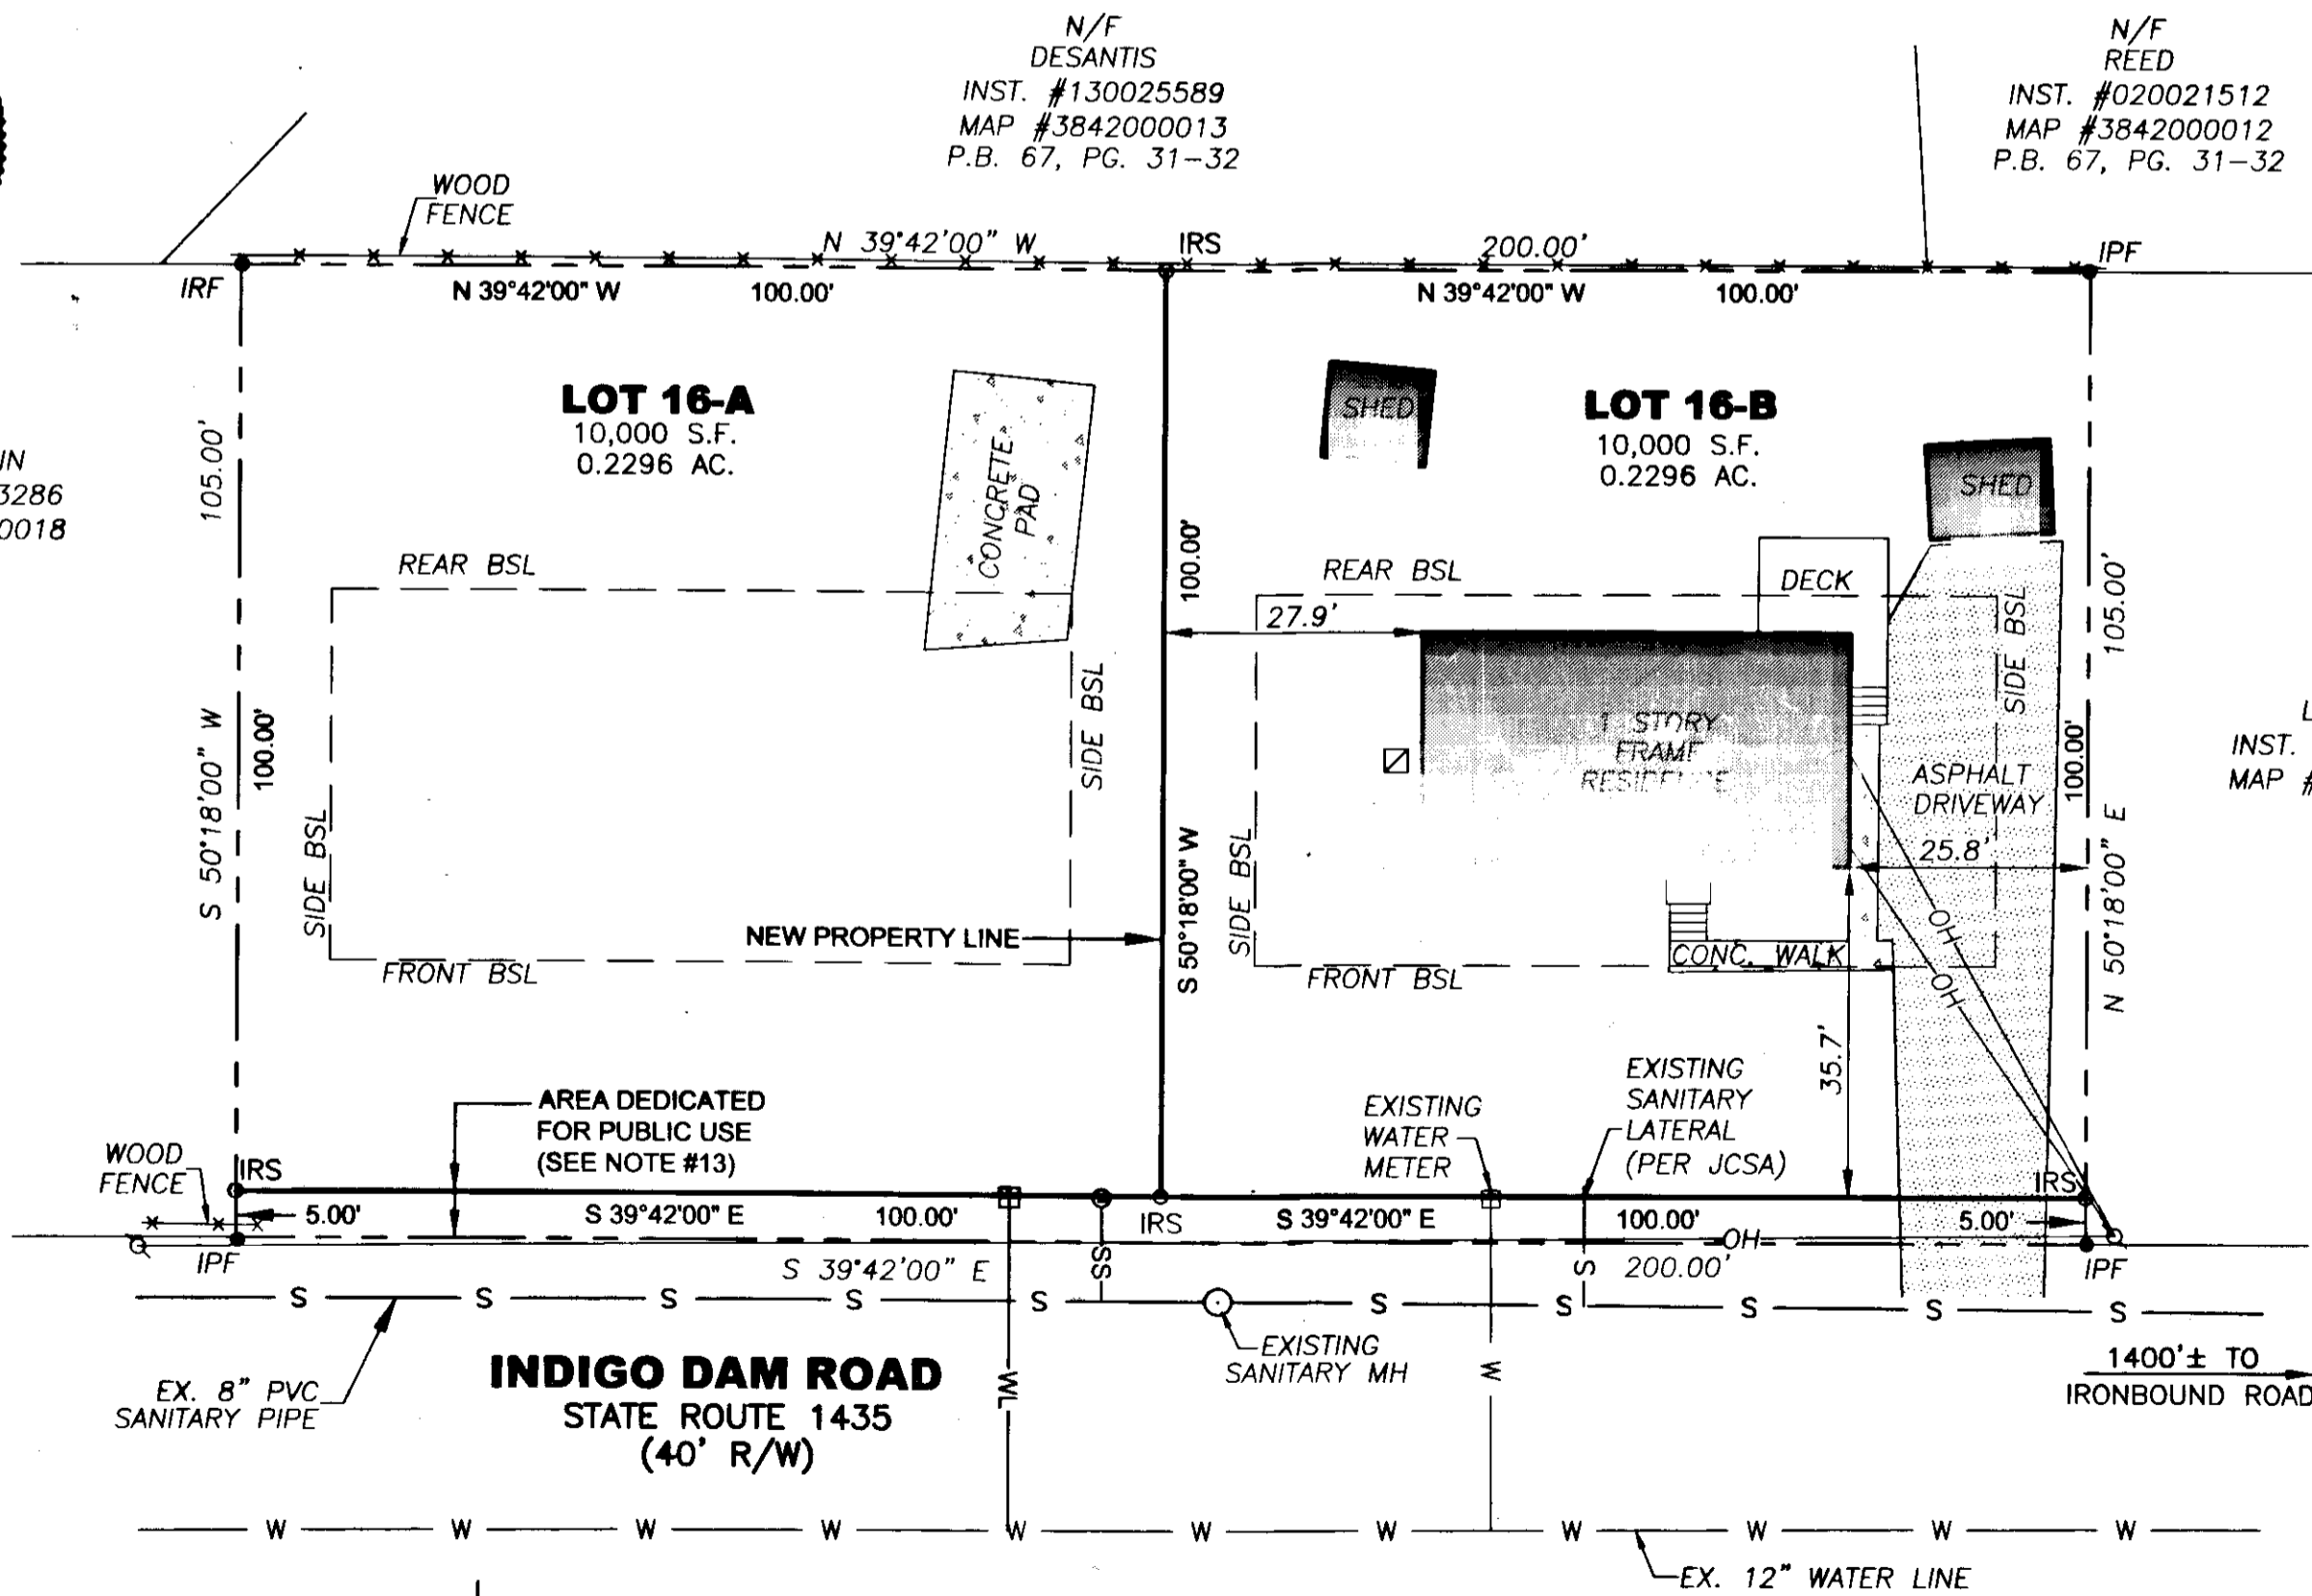 N/F
DESANTIS
INST. #130025589
MAP #3842000013
P.B. 67, PG. 31-32
N/F
REED
INST. #020021512
MAP #3842000012
P.B. 67, PG. 31-32
WOOD
FENCE
N 39°42'00" W
IRS
200.00'
IPF
IRF
N 39°42'00" W 100.00'
N 39°42'00" W 100.00'
LOT 16-A
10,000 S.F.
0.2296 AC.
CONCRETE
PAD
SHED
LOT 16-B
10,000 S.F.
0.2296 AC.
SHED
3286
0018
105.00'
REAR BSL
100.00'
REAR BSL
DECK
27.9'
SIDE BSL
105.00'
S 50°18'00" W
100.00'
SIDE BSL
1 STORY
FRAME
ASPHALT
DRIVEWAY
100.00'
INST.
MAP #
25.8'
SIDE BSL
SIDE BSL
S 50°18'00" W
NEW PROPERTY LINE
CONC. WALK
OH
OH
N 50°18'00" E
FRONT BSL
FRONT BSL
35.7'
AREA DEDICATED
FOR PUBLIC USE
(SEE NOTE #13)
EXISTING
WATER
METER
EXISTING
SANITARY
LATERAL
(PER JCSA)
WOOD
FENCE
IRS
IRS
5.00'
S 39°42'00" E 100.00'
IRS
S 39°42'00" E 100.00'
5.00'
IPF
S 39°42'00" E
SS
OH
S
200.00'
IPF
S S S S S S S S S S
EX. 8" PVC
SANITARY PIPE
INDIGO DAM ROAD
STATE ROUTE 1435
(40' R/W)
WL
EXISTING
SANITARY MH
W
1400'± TO
IRONBOUND ROAD
W W W W W W W W W W W
EX. 12" WATER LINE